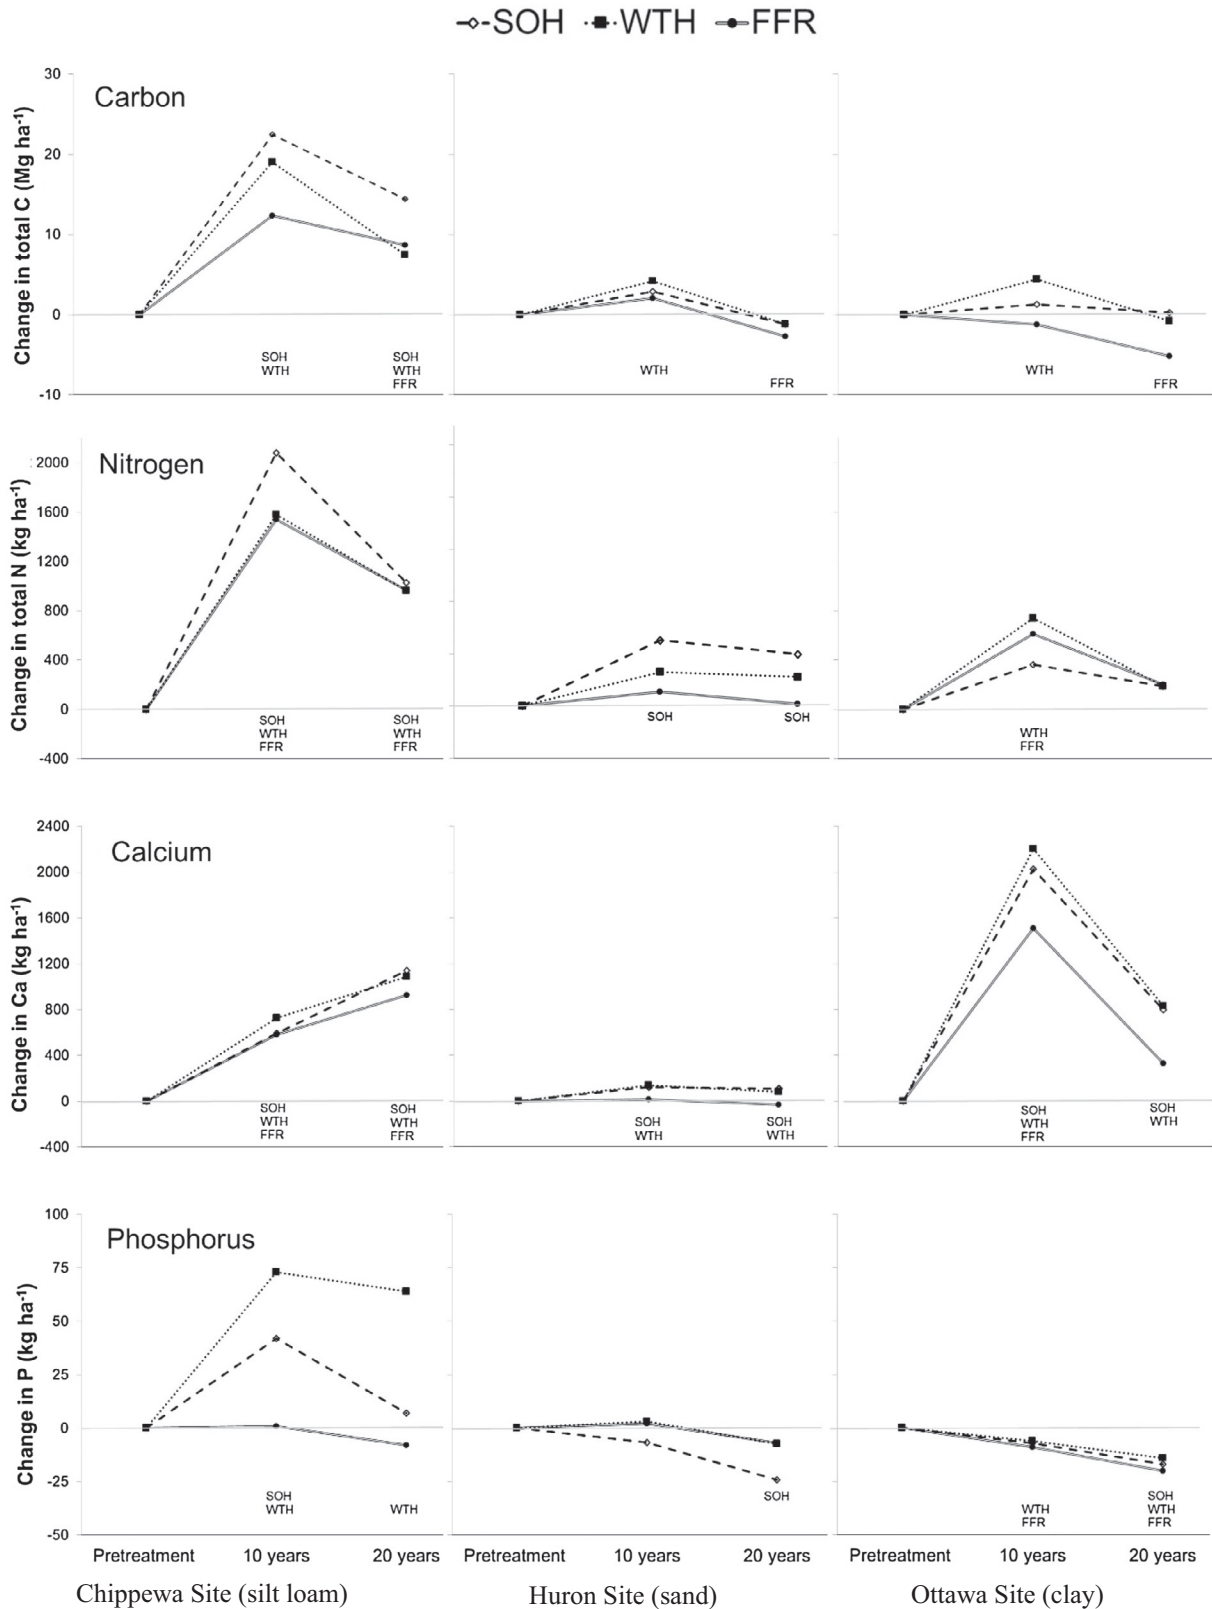 SOH WTH FFR
Carbon
Change in total C (Mg ha-1)
30
20
10
0
-10
SOH
WTH
SOH
WTH
FFR
WTH
FFR
WTH
FFR
Nitrogen
Change in total N (kg ha-1)
2000
1600
1200
800
400
0
-400
SOH
WTH
FFR
SOH
WTH
FFR
SOH
SOH
WTH
FFR
Calcium
Change in Ca (kg ha-1)
2400
2000
1600
1200
800
400
0
-400
SOH
WTH
FFR
SOH
WTH
FFR
SOH
WTH
SOH
WTH
SOH
WTH
FFR
SOH
WTH
Phosphorus
Change in P (kg ha-1)
100
75
50
25
0
-25
-50
SOH
WTH
WTH
SOH
WTH
FFR
SOH
WTH
FFR
Pretreatment 10 years 20 years Pretreatment 10 years 20 years Pretreatment 10 years 20 years
Chippewa Site (silt loam) Huron Site (sand) Ottawa Site (clay)